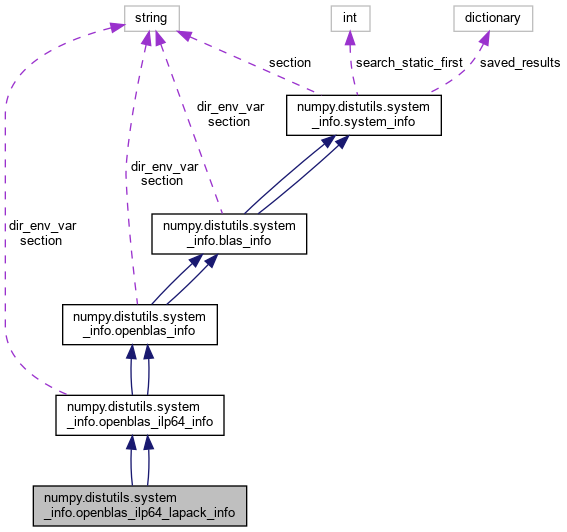 string
int
dictionary
section
search_static_first
saved_results
numpy.distutils.system
_info.system_info
dir_env_var
section
dir_env_var
section
numpy.distutils.system
_info.blas_info
dir_env_var
section
numpy.distutils.system
_info.openblas_info
numpy.distutils.system
_info.openblas_ilp64_info
numpy.distutils.system
_info.openblas_ilp64_lapack_info